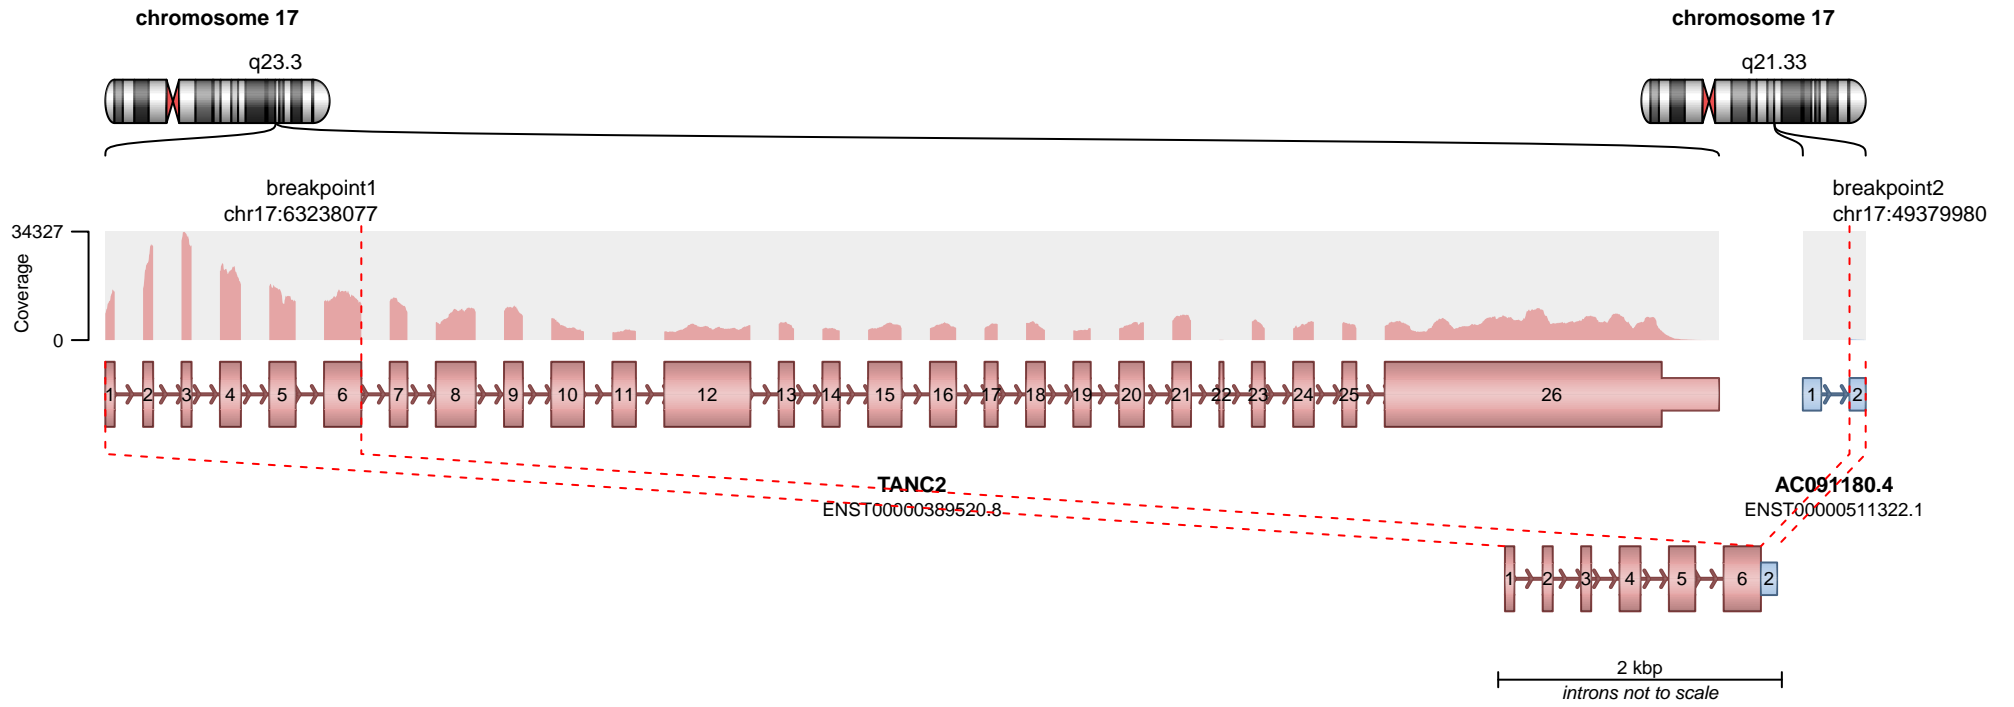 chromosome 17
chromosome 17
q23.3
q21.33
breakpoint1
chr17:63238077
breakpoint2
chr17:49379980
34327
0
Coverage
1 2 3 4 5 6 7 8 9 10 11 12 13 14 15 16 17 18 19 20 21 22 23 24 25 26
1 2
TANC2
ENST00000389520.8
AC091180.4
ENST00000511322.1
1 2 3 4 5 6 2
2 kbp
introns not to scale